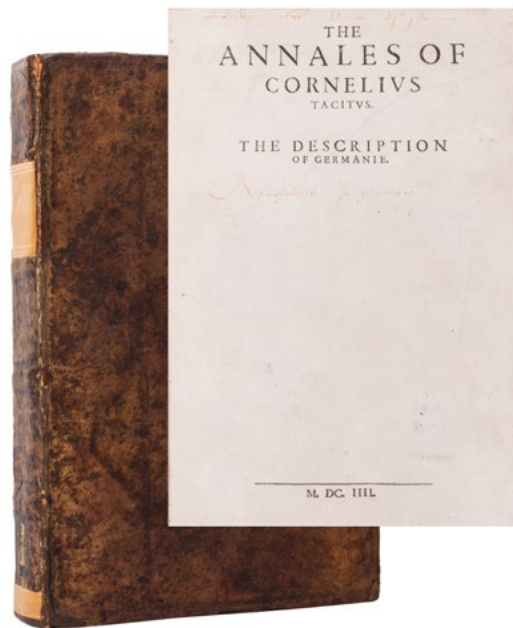 THE
ANNALES OF
CORNELIVS
TACITVS.
THE DESCRIPTION
OF GERMANIE.
M. DC. IIII.